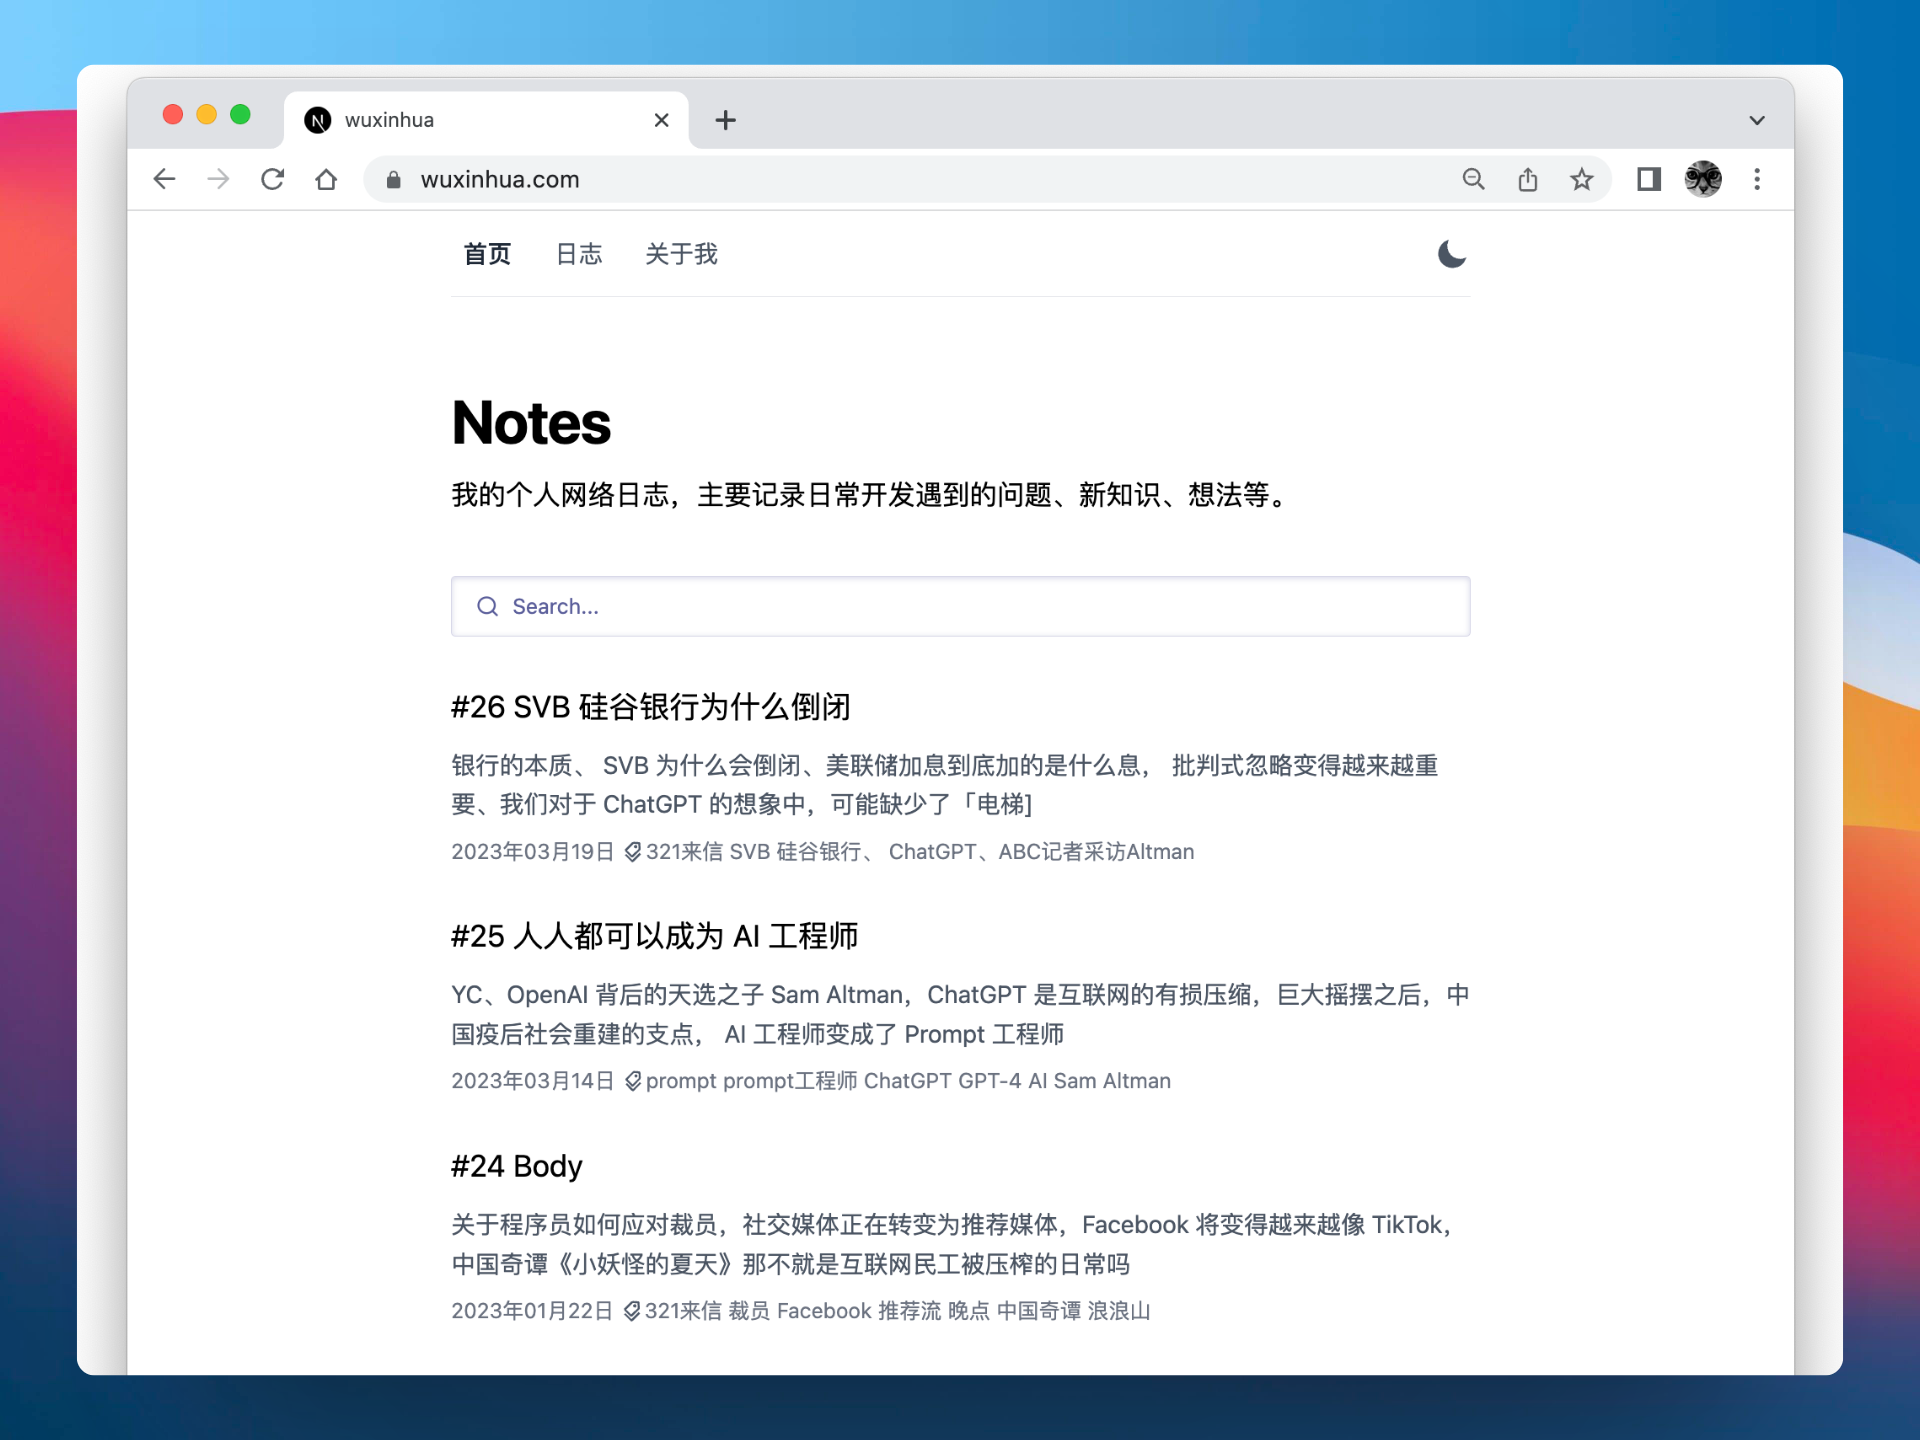 wuxinhua
wuxinhua.com
首页 日志 关于我
Notes
我的个人网络日志，主要记录日常开发遇到的问题、新知识、想法等。
Search...
#26 SVB 硅谷银行为什么倒闭
银行的本质、 SVB 为什么会倒闭、美联储加息到底加的是什么息， 批判式忽略变得越来越重
要、我们对于 ChatGPT 的想象中，可能缺少了「电梯]
2023年03月19日 321来信 SVB 硅谷银行、 ChatGPT、ABC记者采访Altman
#25 人人都可以成为 AI 工程师
YC、OpenAI 背后的天选之子 Sam Altman，ChatGPT 是互联网的有损压缩，巨大摇摆之后，中
国疫后社会重建的支点， AI 工程师变成了 Prompt 工程师
2023年03月14日 prompt prompt工程师 ChatGPT GPT-4 AI Sam Altman
#24 Body
关于程序员如何应对裁员，社交媒体正在转变为推荐媒体，Facebook 将变得越来越像 TikTok，
中国奇谭《小妖怪的夏天》那不就是互联网民工被压榨的日常吗
2023年01月22日 321来信 裁员 Facebook 推荐流 晚点 中国奇谭 浪浪山